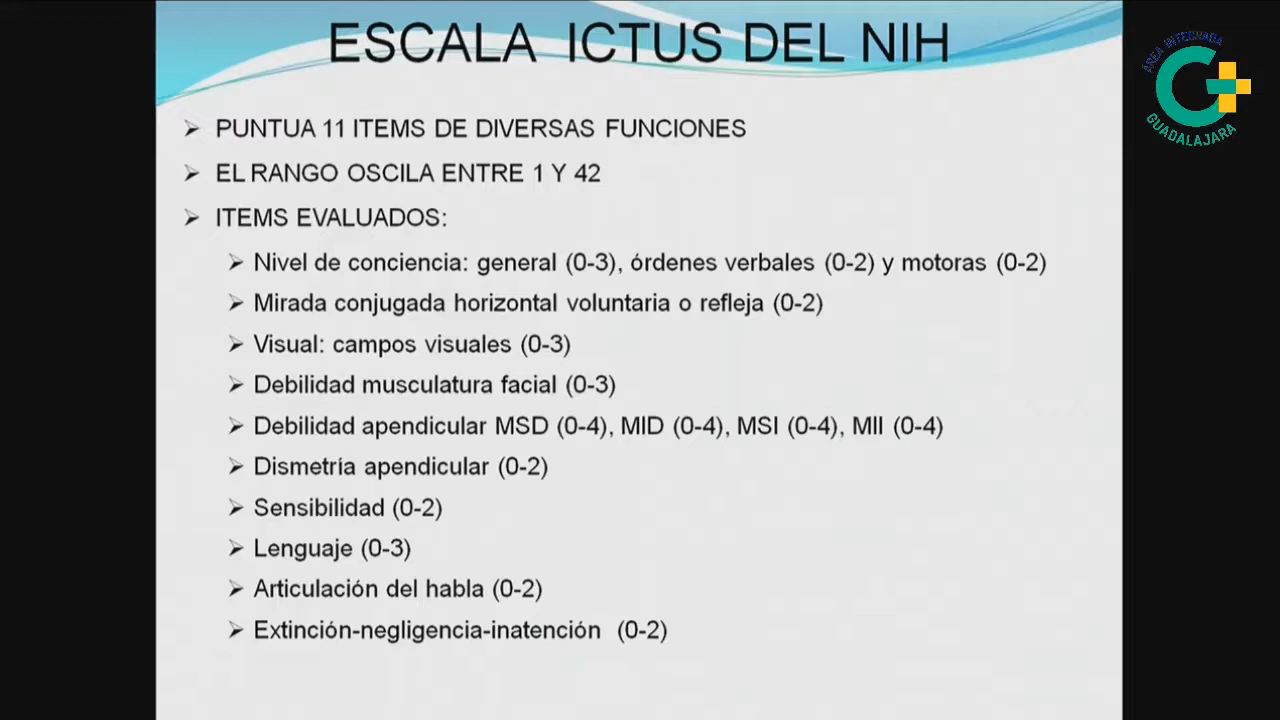 ESCALA ICTUS DEL NIH
ÁREA INTEGRADA
GUADALAJARA
PUNTUA 11 ITEMS DE DIVERSAS FUNCIONES
EL RANGO OSCILA ENTRE 1 Y 42
ITEMS EVALUADOS:
Nivel de conciencia: general (0-3), órdenes verbales (0-2) y motoras (0-2)
Mirada conjugada horizontal voluntaria o refleja (0-2)
Visual: campos visuales (0-3)
Debilidad musculatura facial (0-3)
Debilidad apendicular MSD (0-4), MID (0-4), MSI (0-4), MII (0-4)
Dismetría apendicular (0-2)
Sensibilidad (0-2)
Lenguaje (0-3)
Articulación del habla (0-2)
Extinción-negligencia-inatención (0-2)